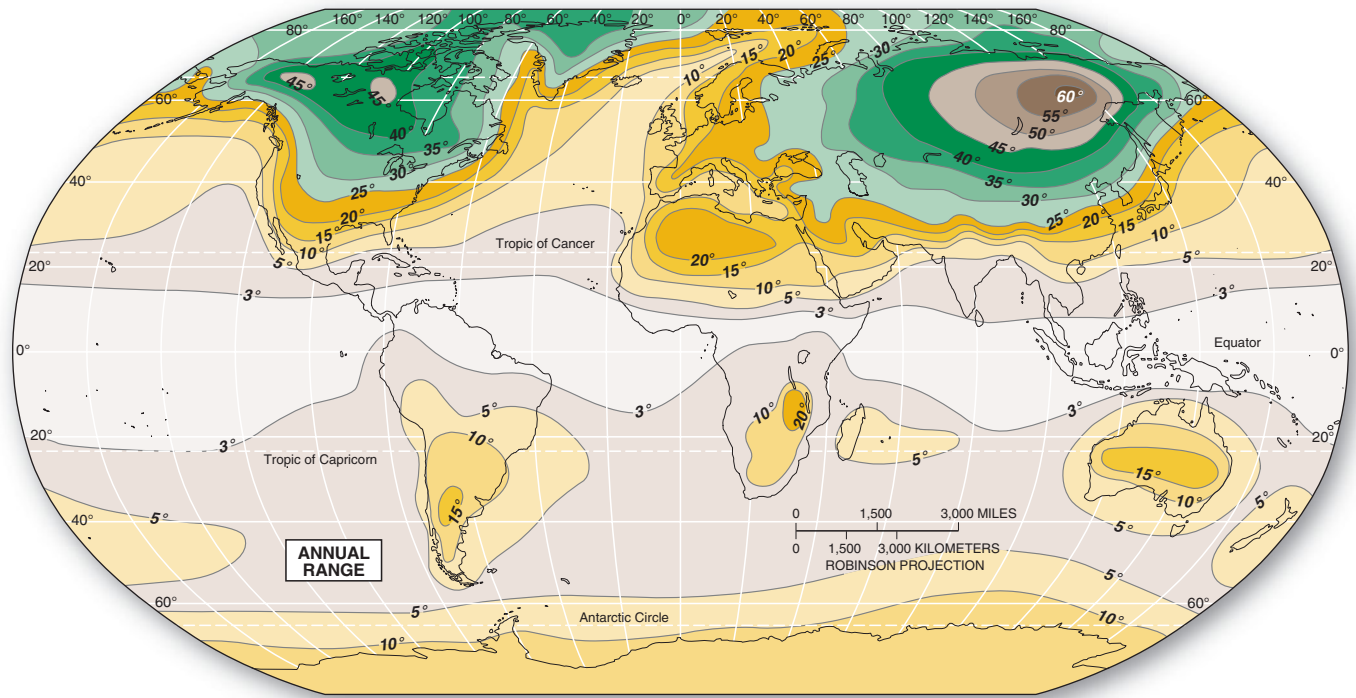 160° 140° 120° 100° 80° 60° 40° 20° 0° 20° 40° 60° 80° 100° 120° 140° 160°
80° 80°
10° 15° 20° 25° 30°
45° 45° 60°
60° 60°
55°
50°
40° 45°
35° 40°
30° 35°
40° 25° 30° 40°
20° 25° 20° 15°
15° 10°
10° Tropic of Cancer
5° 20° 5°
20° 15° 20°
10°
3° 5° 3°
3°
Equator
0° 0°
5° 10° 20° 3°
3° 3°
20° 10° 20°
3°
Tropic of Capricorn 5°
15°
10° 5°
15° 0 1,500 3,000 MILES
5° 5°
40° 40°
0 1,500 3,000 KILOMETERS
ANNUAL
RANGE
ROBINSON PROJECTION
5°
60° 5° 60°
Antarctic Circle 10°
10°